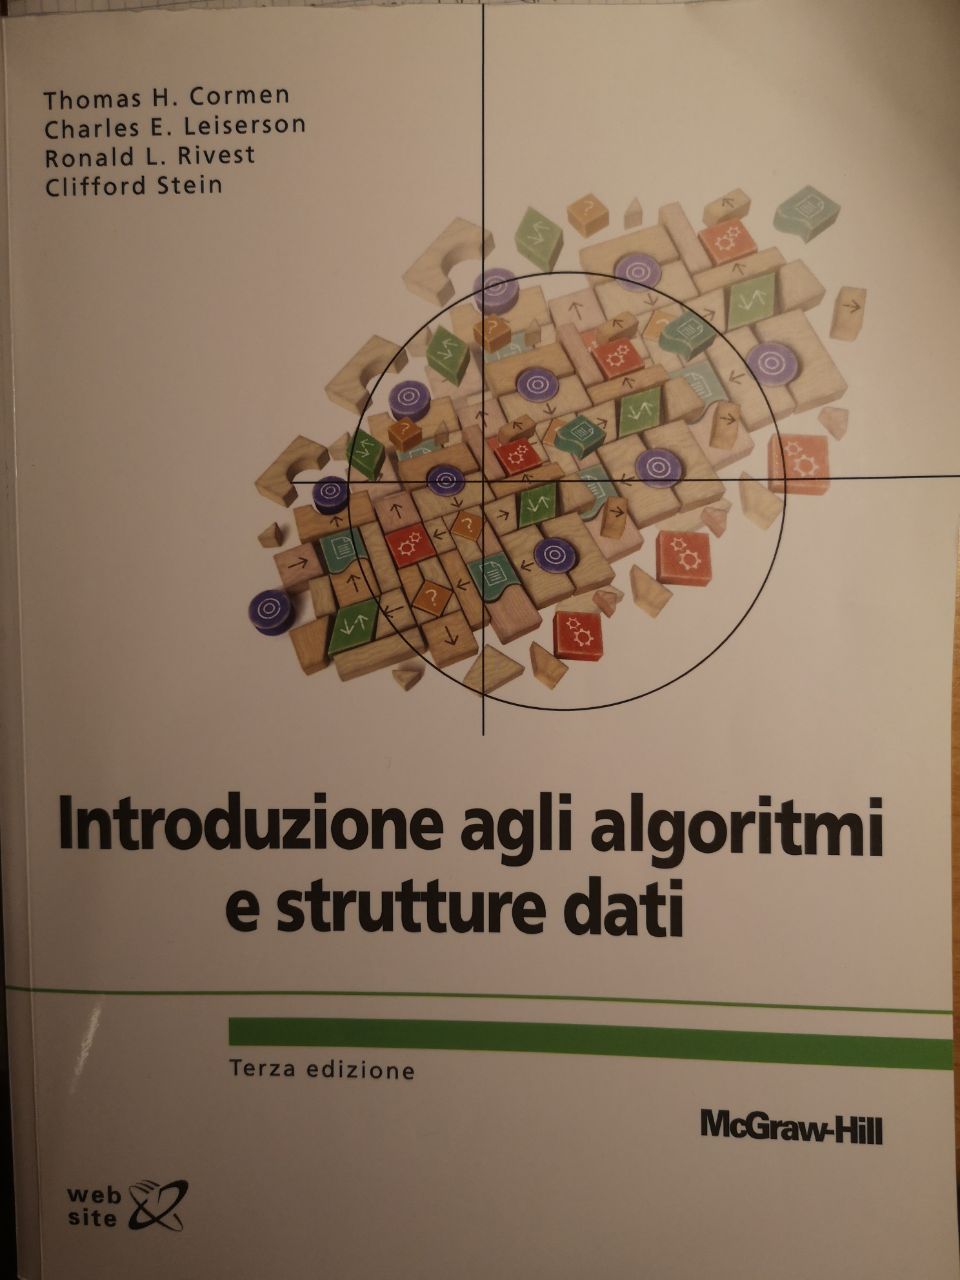 Thomas H. Cormen
Charles E. Leiserson
Ronald L. Rivest
Clifford Stein
Introduzione agli algoritmi
e strutture dati
Terza edizione
McGraw-Hill
web
site